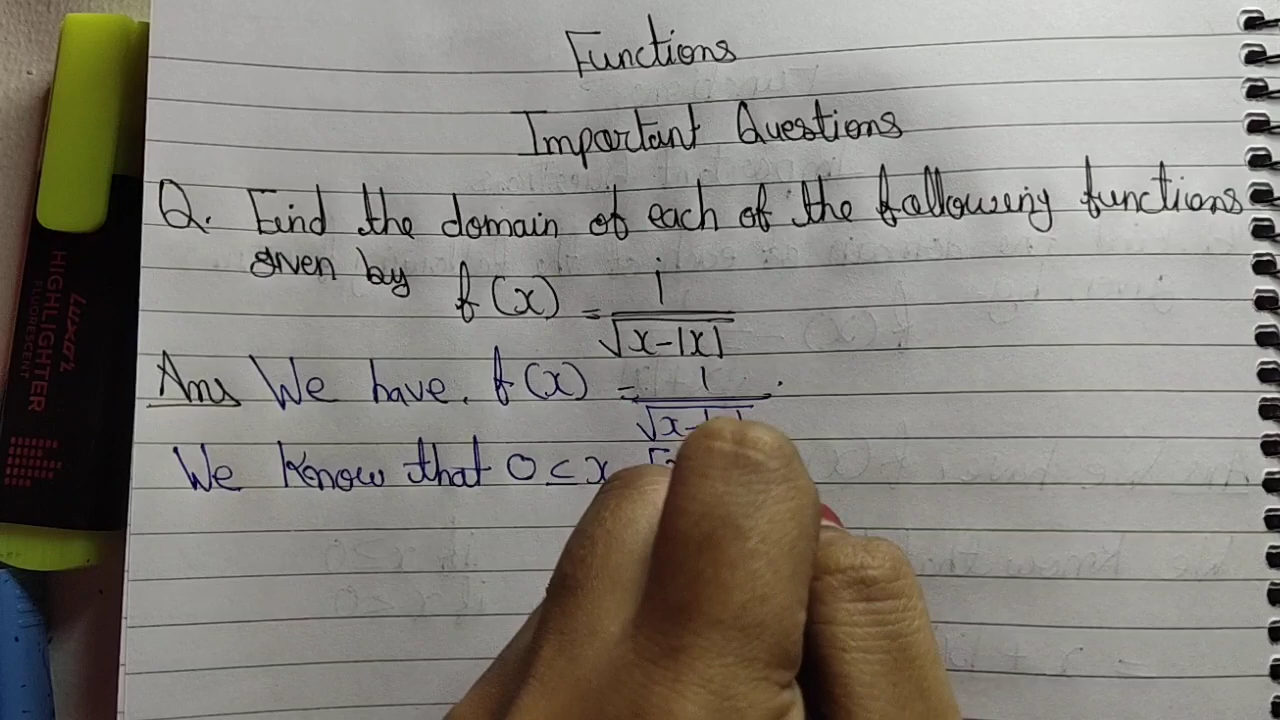 Functions
Important Questions
Q. Find the domain of each of the following functions
given by f(x) = 1/√x-|x|
Ans We have, f(x) = 1/√x-
We know that 0 ≤ x
LUXOR
HIGHLIGHTER
FLUORESCENT